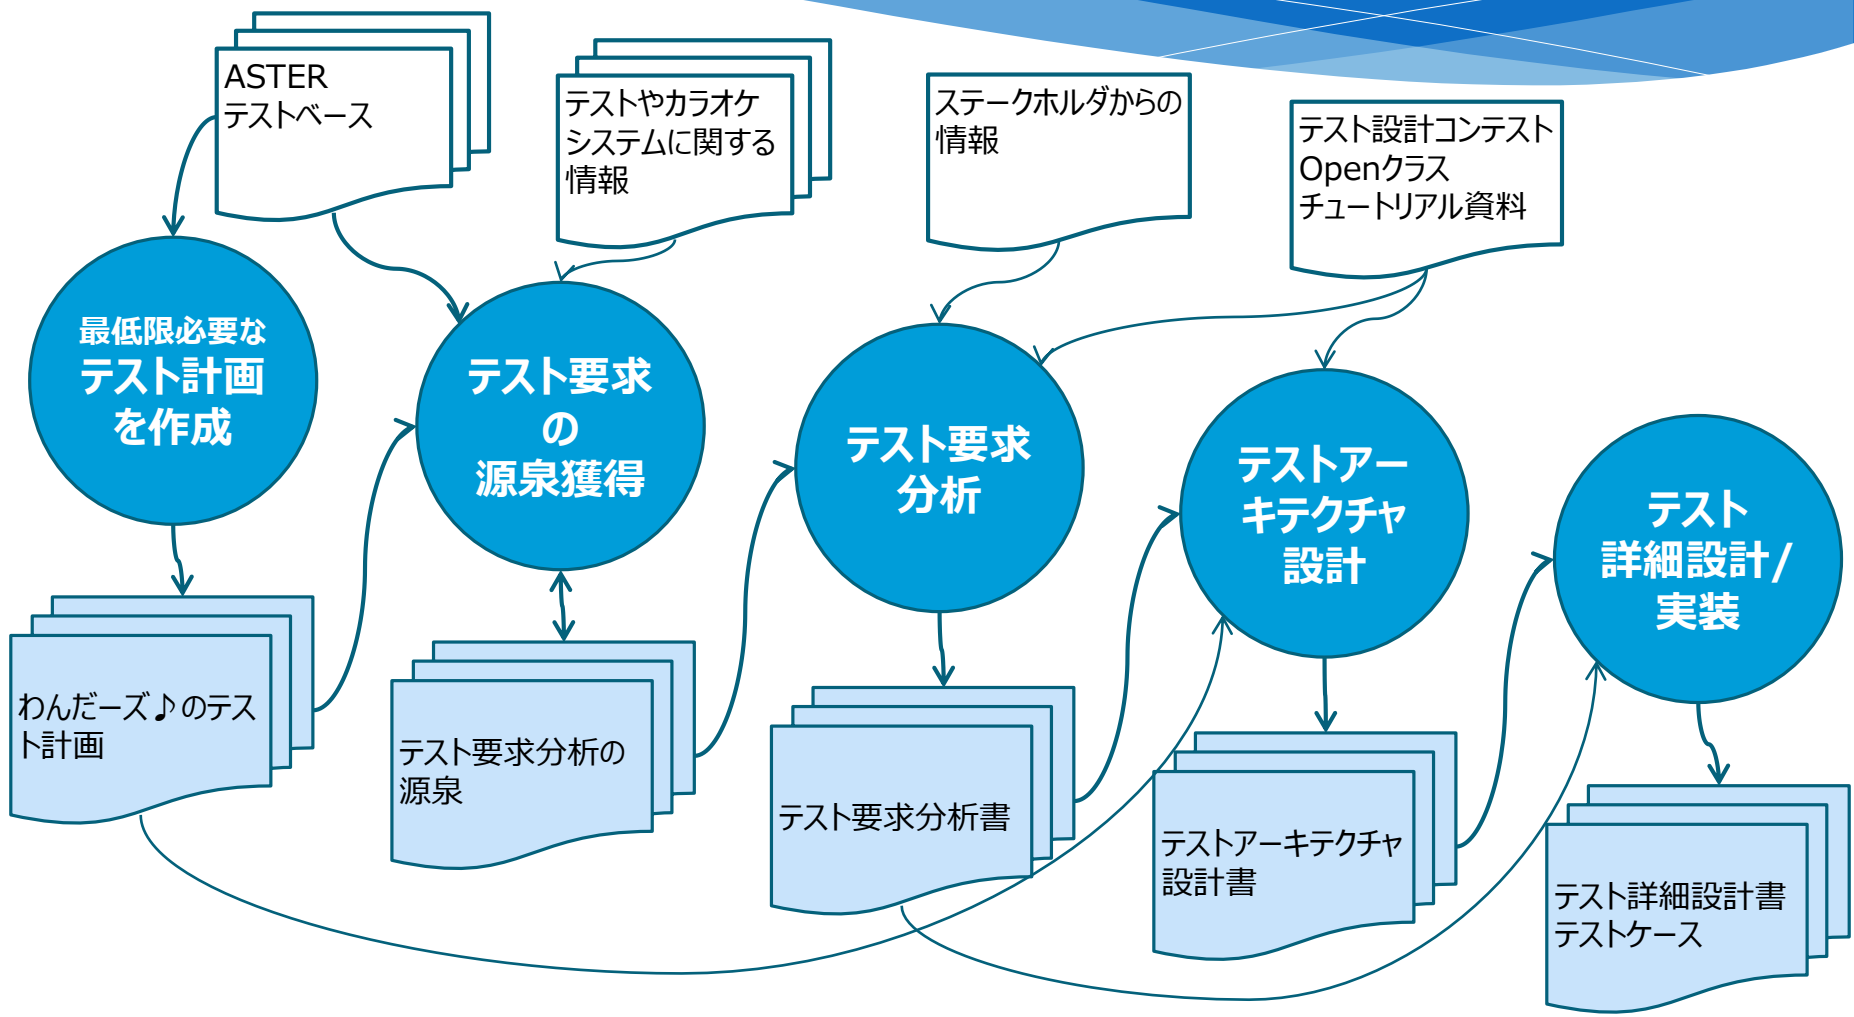 ASTER
テストベース
テストやカラオケ
システムに関する
情報
ステークホルダからの
情報
テスト設計コンテスト
Openクラス
チュートリアル資料
最低限必要な
テスト計画
を作成
テスト要求
の
源泉獲得
テスト要求
分析
テストアー
キテクチャ
設計
テスト
詳細設計/
実装
わんだーズ♪のテス
ト計画
テスト要求分析の
源泉
テスト要求分析書
テストアーキテクチャ
設計書
テスト詳細設計書
テストケース